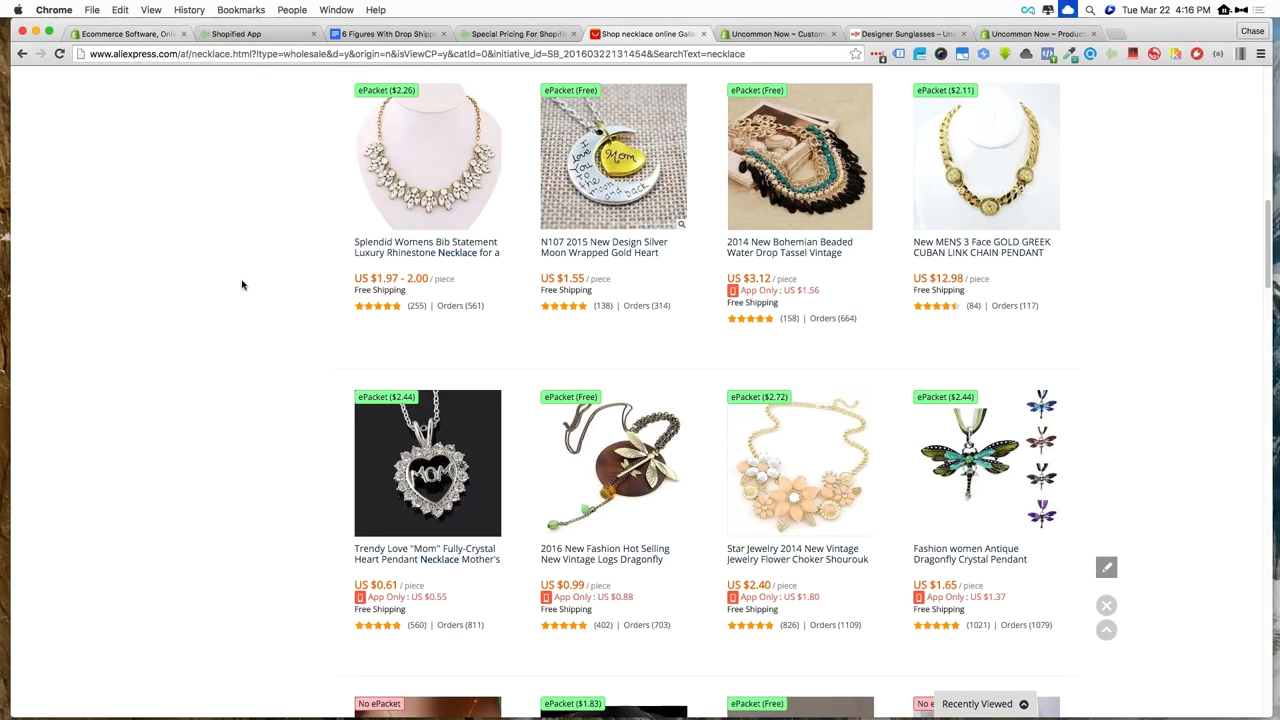 Chrome File Edit View History Bookmarks People Window Help Tue Mar 22 4:16 PM
Ecommerce Software, Onlin Shopified App 6 Figures With Drop Shipp Special Pricing For Shopified Shop necklace online Galle Uncommon Now ~ Custom Designer Sunglasses ~ Un Uncommon Now ~ Product Chase
www.aliexpress.com/af/necklace.html?ltype=wholesale&d=y&origin=n&isViewCP=y&catId=0&initiative_id=SB_20160322131454&SearchText=necklace
ePacket ($2.26) ePacket (Free) ePacket (Free) ePacket ($2.11)
I Love You To the moon and back Mom
Splendid Womens Bib Statement N107 2015 New Design Silver 2014 New Bohemian Beaded New MENS 3 Face GOLD GREEK
Luxury Rhinestone Necklace for a Moon Wrapped Gold Heart Water Drop Tassel Vintage CUBAN LINK CHAIN PENDANT
US $1.97 - 2.00 / piece US $1.55 / piece US $3.12 / piece US $12.98 / piece
Free Shipping Free Shipping App Only : US $1.56 Free Shipping
Free Shipping
(255) | Orders (561) (138) | Orders (314) (158) | Orders (664) (84) | Orders (117)
ePacket ($2.44) ePacket (Free) ePacket ($2.72) ePacket ($2.44)
MOM
Trendy Love "Mom" Fully-Crystal 2016 New Fashion Hot Selling Star Jewelry 2014 New Vintage Fashion women Antique
Heart Pendant Necklace Mother's New Vintage Logs Dragonfly Jewelry Flower Choker Shourouk Dragonfly Crystal Pendant
US $0.61 / piece US $0.99 / piece US $2.40 / piece US $1.65 / piece
App Only : US $0.55 App Only : US $0.88 App Only : US $1.80 App Only : US $1.37
Free Shipping Free Shipping Free Shipping Free Shipping
(560) | Orders (811) (402) | Orders (703) (826) | Orders (1109) (1021) | Orders (1079)
No ePacket ePacket ($1.83) ePacket (Free) No e
Recently Viewed